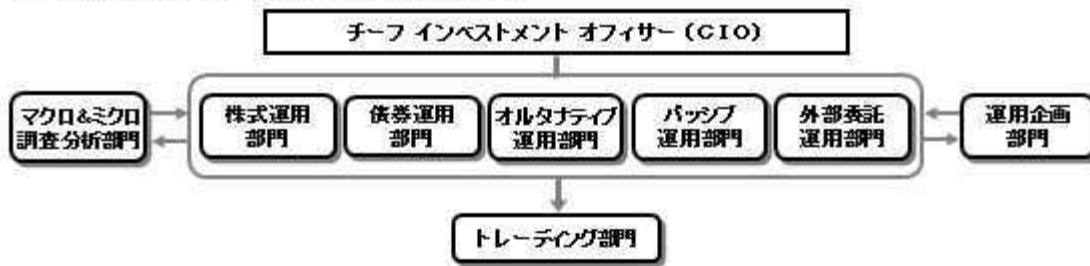 チーフ インベストメント オフィサー（CIO）
マクロ&ミクロ
調査分析部門
株式運用
部門
債券運用
部門
オルタナティブ
運用部門
パッシブ
運用部門
外部委託
運用部門
運用企画
部門
トレーディング部門